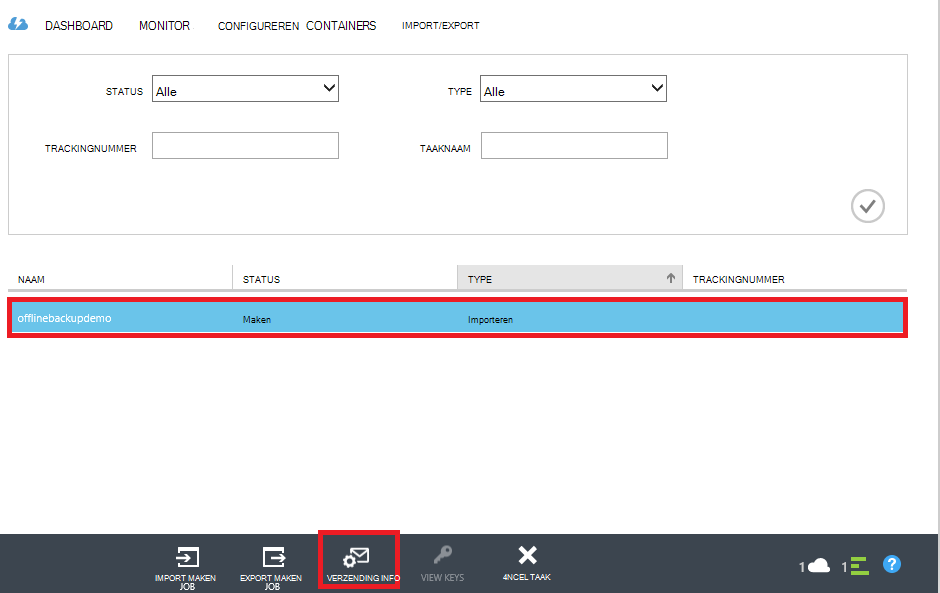 DASHBOARD MONITOR CONFIGUREREN CONTAINERS IMPORT/EXPORT
STATUS Alle TYPE Alle
TRACKINGNUMMER TAAKNAAM
NAAM STATUS TYPE TRACKINGNUMMER
offlinebackupdemo Maken Importeren
IMPORT MAKEN JOB
EXPORT MAKEN JOB
VERZENDING INFO
VIEW KEYS
4NCEL TAAK
1 1 ?